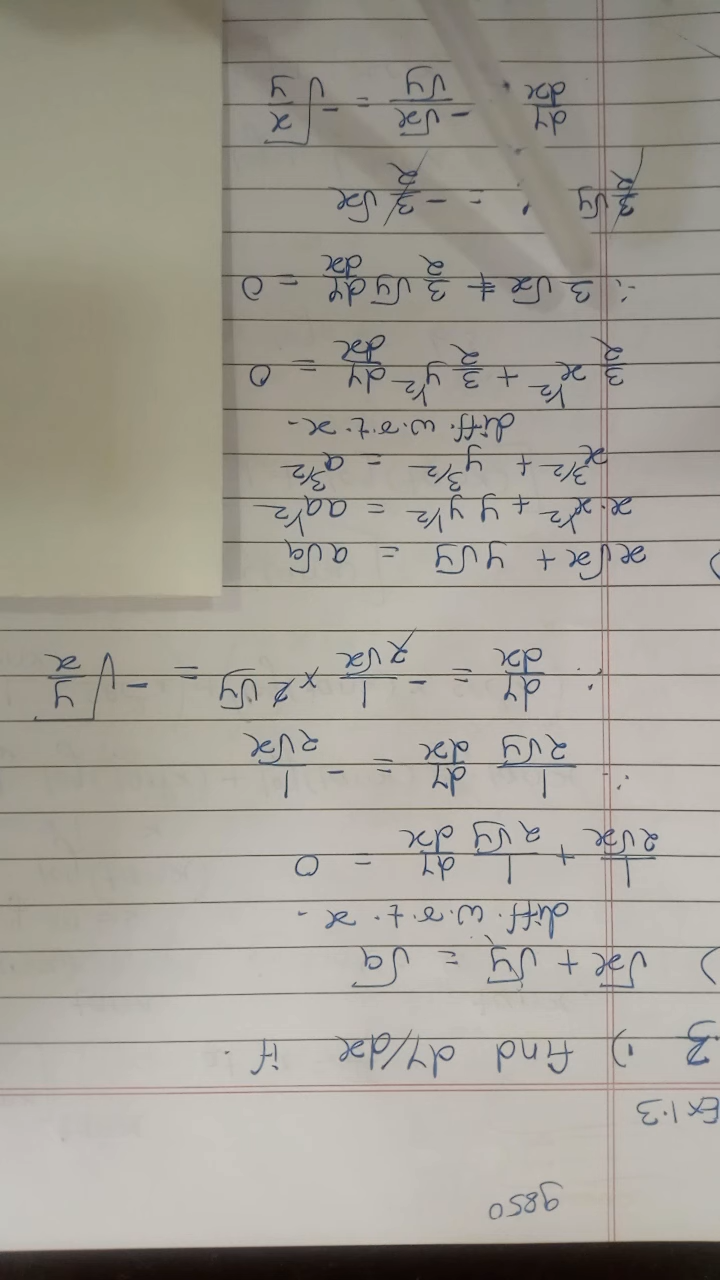 9850
Ex 1.3
3 1) find dy/dx if.
) √x + √y = √a
diff. w.r.t. x.
1/2√x + 1/2√y dy/dx = 0
∴ 1/2√y dy/dx = - 1/2√x
∴ dy/dx = - 1/2√x × 2√y = - √(y/x)
) x√x + y√y = a√a
x·x^1/2 + y y^1/2 = aa^1/2
x^3/2 + y^3/2 = a^3/2
diff. w.r.t. x.
3/2 x^1/2 + 3/2 y^1/2 dy/dx = 0
∴ 3/2 √x + 3/2 √y dy/dx = 0
3/2 √y = - 3/2 √x
dy/dx = -√x/√y = - √(x/y)